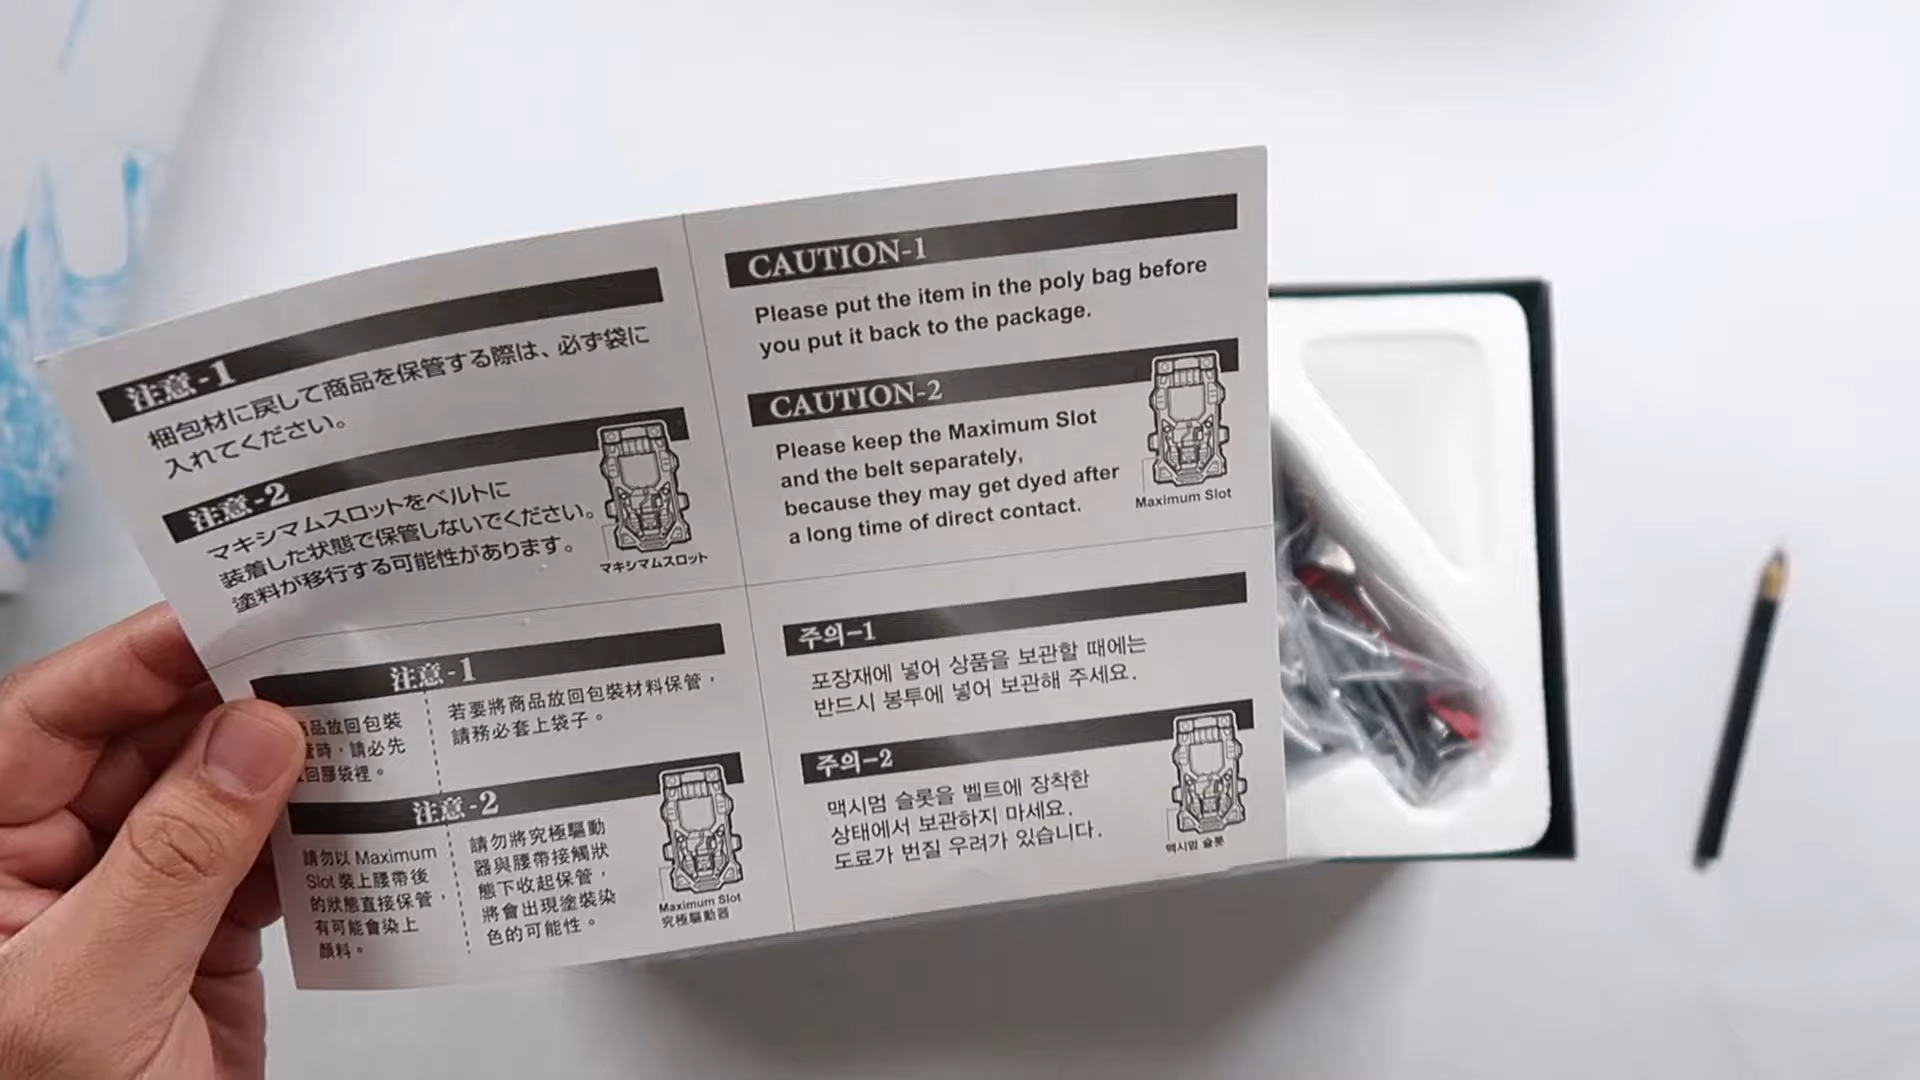 注意-1
梱包材に戻して商品を保管する際は、必ず袋に
入れてください。
注意-2
マキシマムスロットをベルトに
装着した状態で保管しないでください。
塗料が移行する可能性があります。
マキシマムスロット
CAUTION-1
Please put the item in the poly bag before
you put it back to the package.
CAUTION-2
Please keep the Maximum Slot
and the belt separately,
because they may get dyed after
a long time of direct contact.
Maximum Slot
注意-1
品放回包裝
時，請必先
回膠袋裡。
若要將商品放回包裝材料保管，
請務必套上袋子。
注意-2
請勿以 Maximum
Slot 裝上腰帶後
的狀態直接保管，
有可能會染上
顏料。
請勿將究極驅動
器與腰帶接觸狀
態下收起保管，
將會出現塗裝染
色的可能性。
Maximum Slot
究極驅動器
주의-1
포장재에 넣어 상품을 보관할 때에는
반드시 봉투에 넣어 보관해 주세요.
주의-2
맥시멈 슬롯을 벨트에 장착한
상태에서 보관하지 마세요.
도료가 번질 우려가 있습니다.
맥시멈 슬롯